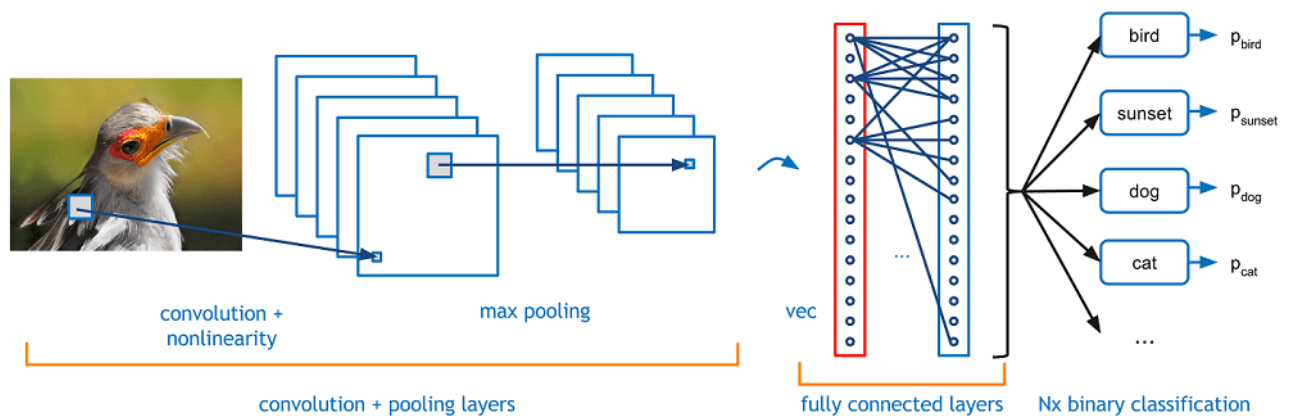 convolution +
nonlinearity
max pooling
vec
convolution + pooling layers
fully connected layers
Nx binary classification
...
bird
p_bird
sunset
p_sunset
dog
p_dog
cat
p_cat
...